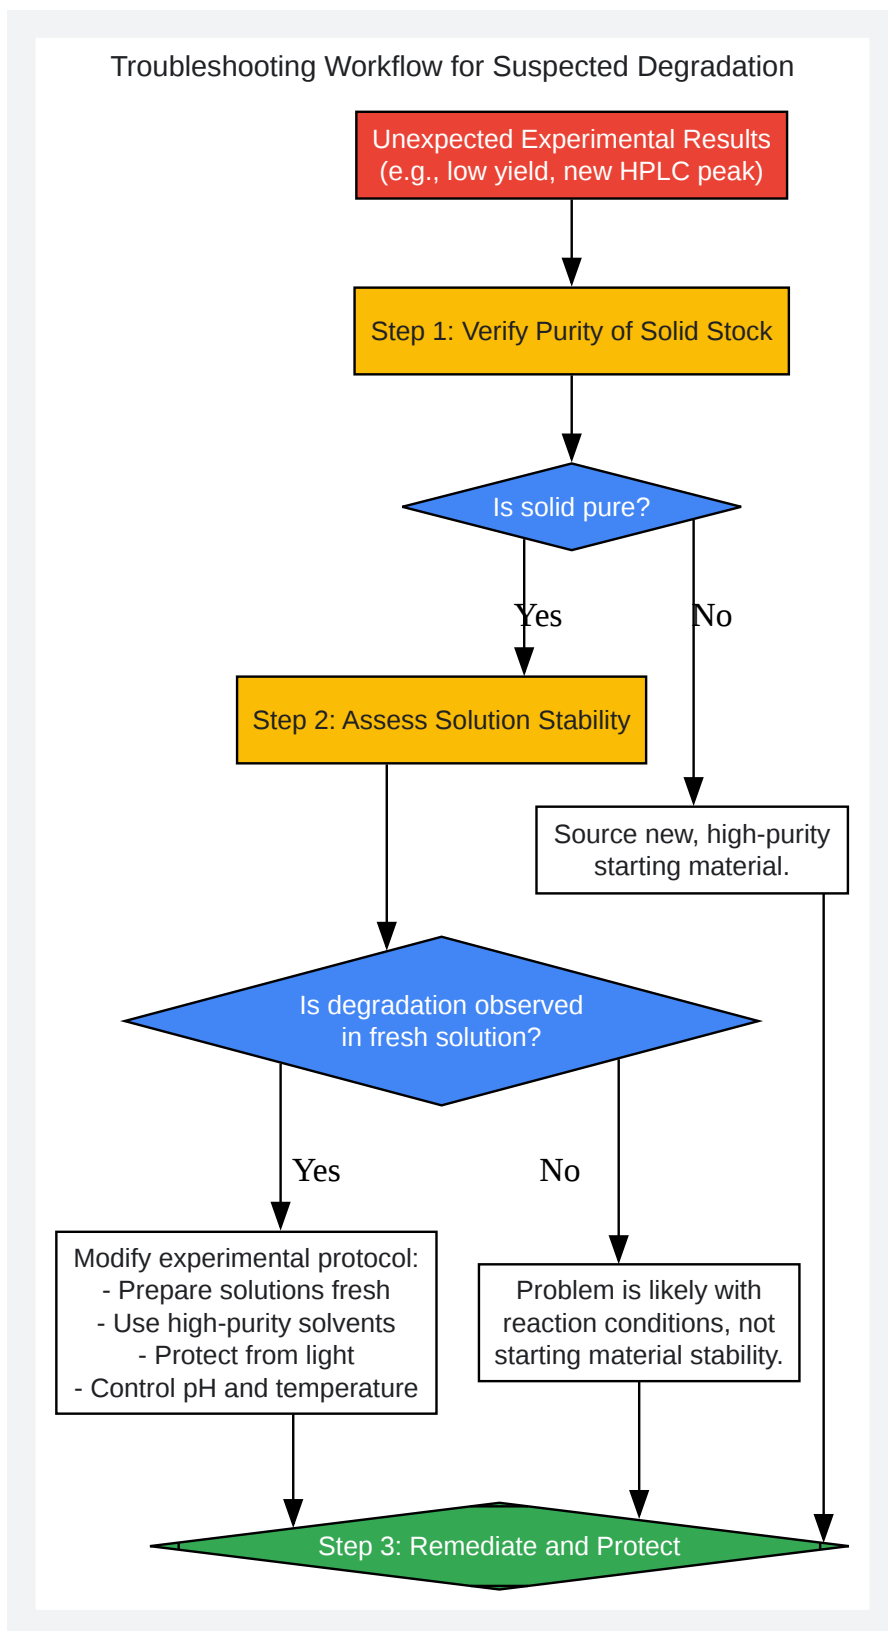 Troubleshooting Workflow for Suspected Degradation
Unexpected Experimental Results
(e.g., low yield, new HPLC peak)
Step 1: Verify Purity of Solid Stock
Is solid pure?
Yes
No
Step 2: Assess Solution Stability
Source new, high-purity
starting material.
Is degradation observed
in fresh solution?
Yes
No
Modify experimental protocol:
- Prepare solutions fresh
- Use high-purity solvents
- Protect from light
- Control pH and temperature
Problem is likely with
reaction conditions, not
starting material stability.
Step 3: Remediate and Protect